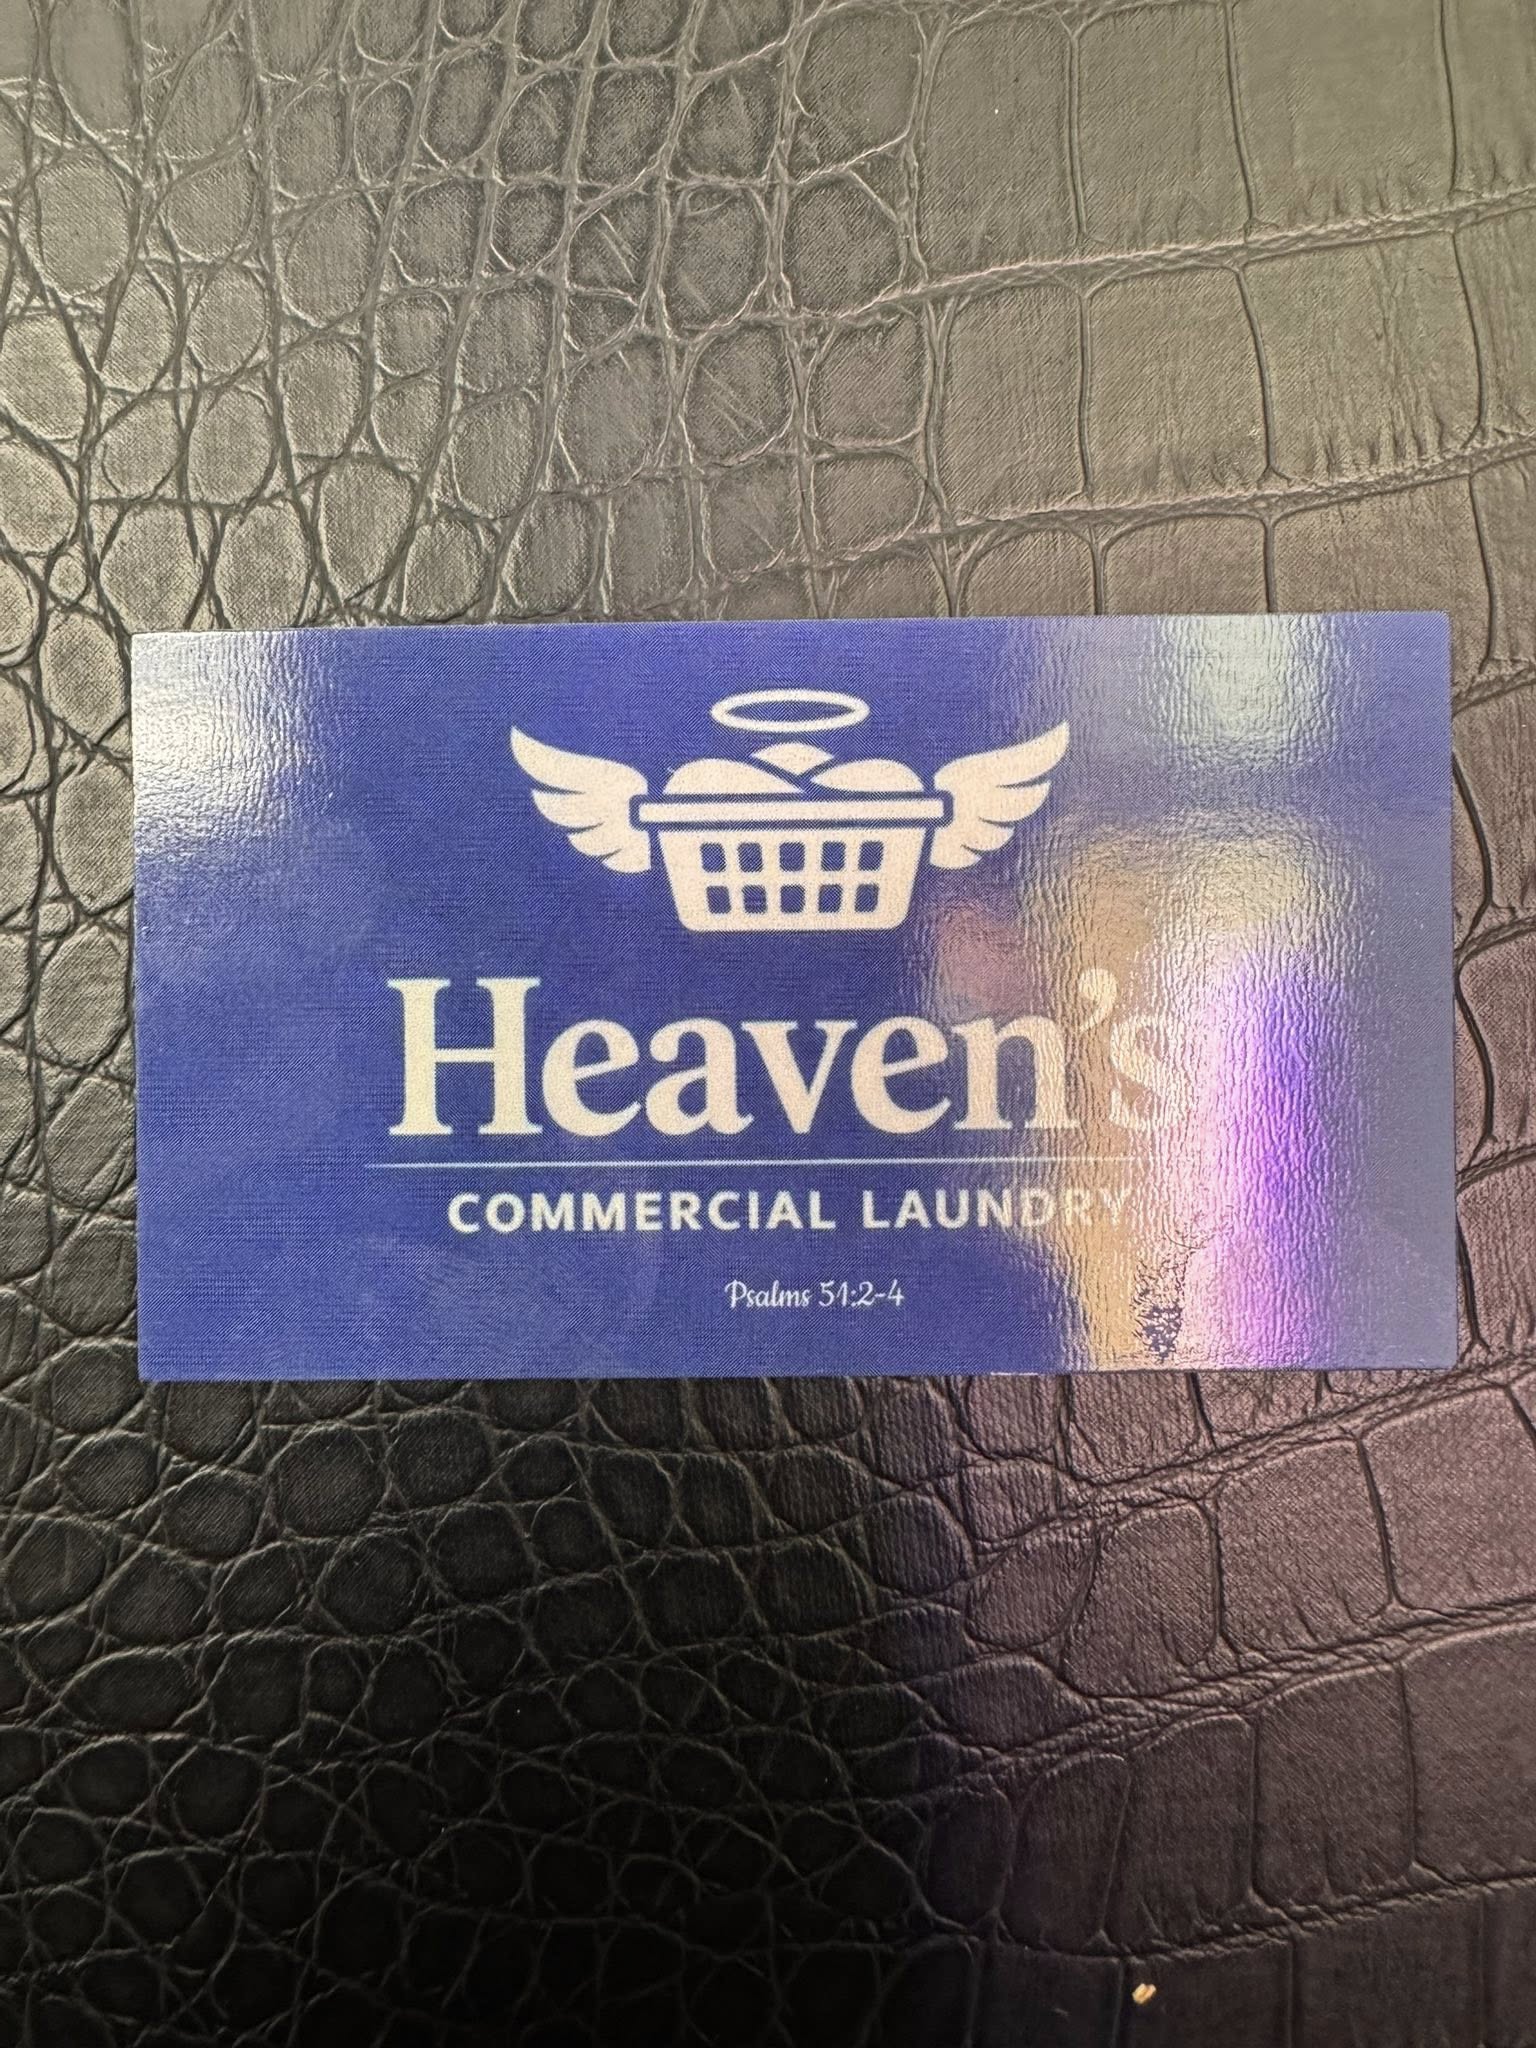 Heaven's
COMMERCIAL LAUNDRY
Psalms 51:2-4